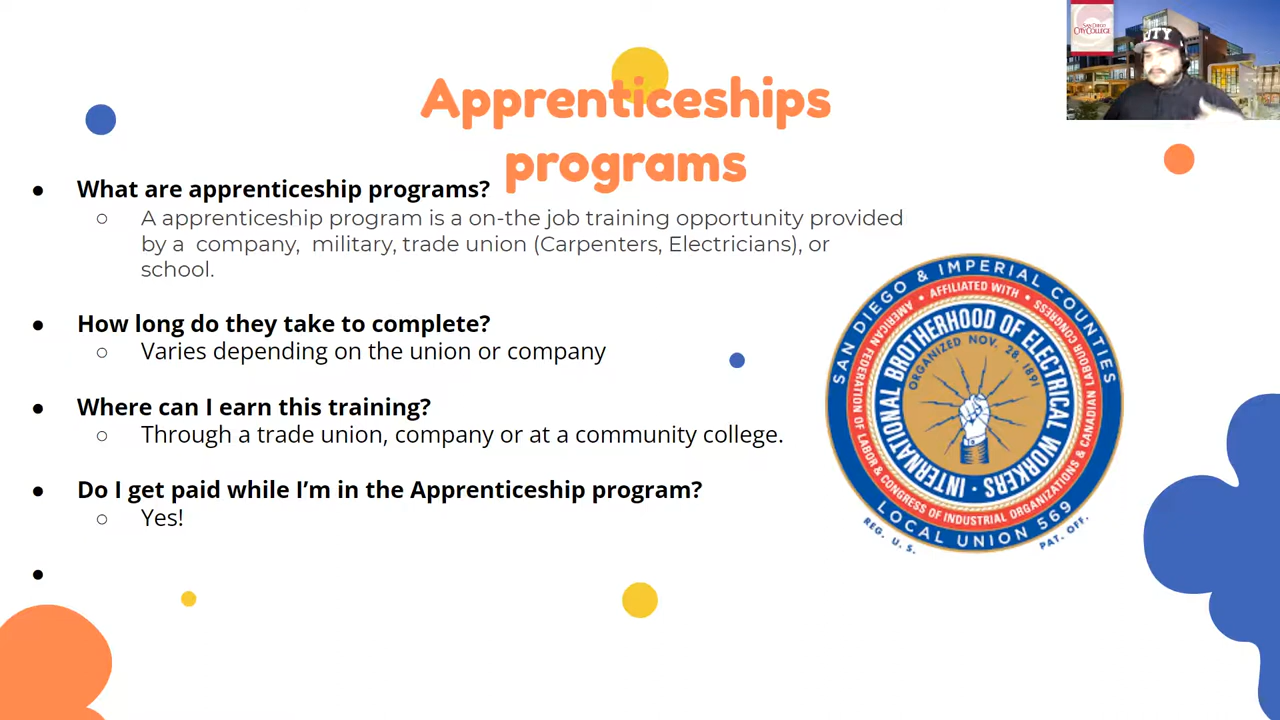 Apprenticeships
programs
● What are apprenticeship programs?
○ A apprenticeship program is a on-the job training opportunity provided
by a company, military, trade union (Carpenters, Electricians), or
school.
● How long do they take to complete?
○ Varies depending on the union or company
● Where can I earn this training?
○ Through a trade union, company or at a community college.
● Do I get paid while I'm in the Apprenticeship program?
○ Yes!
●
SAN DIEGO & IMPERIAL COUNTIES
• AFFILIATED WITH •
AMERICAN FEDERATION OF LABOR & CONGRESS OF INDUSTRIAL ORGANIZATIONS & CANADIAN LABOUR CONGRESS
INTERNATIONAL BROTHERHOOD OF ELECTRICAL WORKERS
ORGANIZED NOV. 28, 1891
LOCAL UNION 569
REG. U. S. PAT. OFF.
SAN DIEGO
CITY COLLEGE